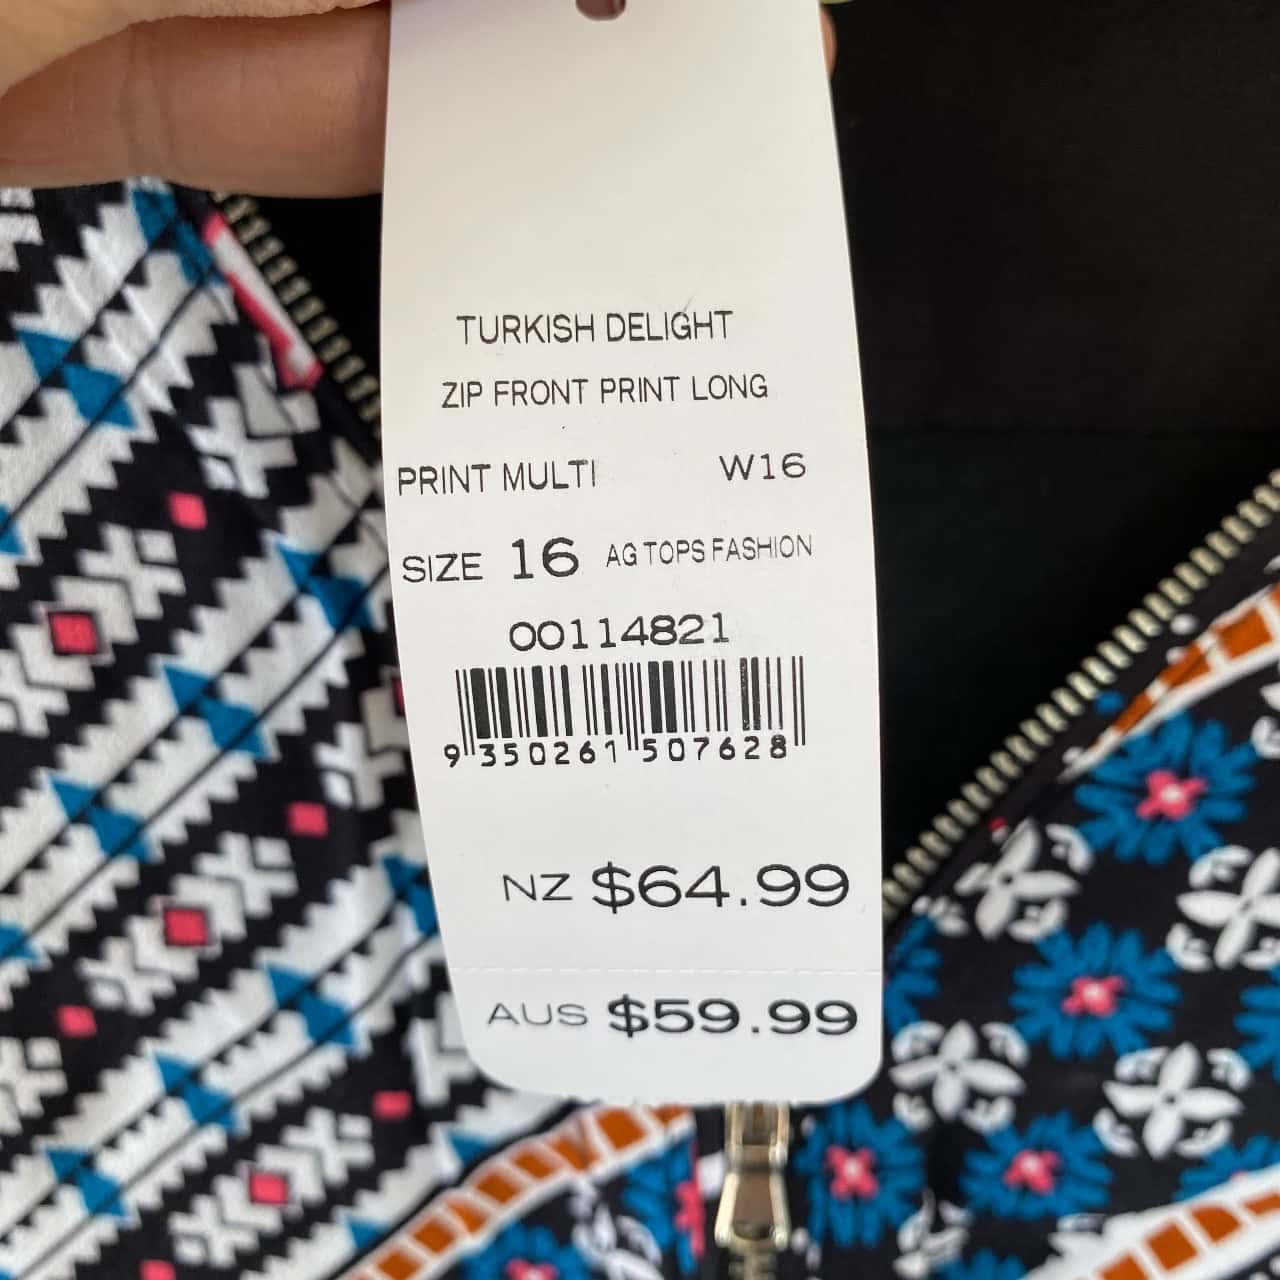 TURKISH DELIGHT
ZIP FRONT PRINT LONG
PRINT MULTI W16
SIZE 16 AG TOPS FASHION
00114821
9 350261 507628
NZ $64.99
AUS $59.99